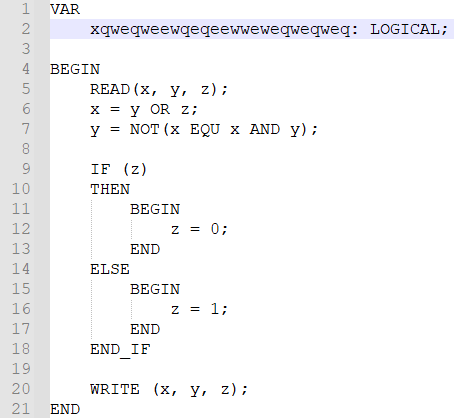 1 VAR
2 xqweqweewqeqeewweweqweqweq: LOGICAL;
3
4 BEGIN
5 READ(x, y, z);
6 x = y OR z;
7 y = NOT(x EQU x AND y);
8
9 IF (z)
10 THEN
11 BEGIN
12 z = 0;
13 END
14 ELSE
15 BEGIN
16 z = 1;
17 END
18 END_IF
19
20 WRITE (x, y, z);
21 END